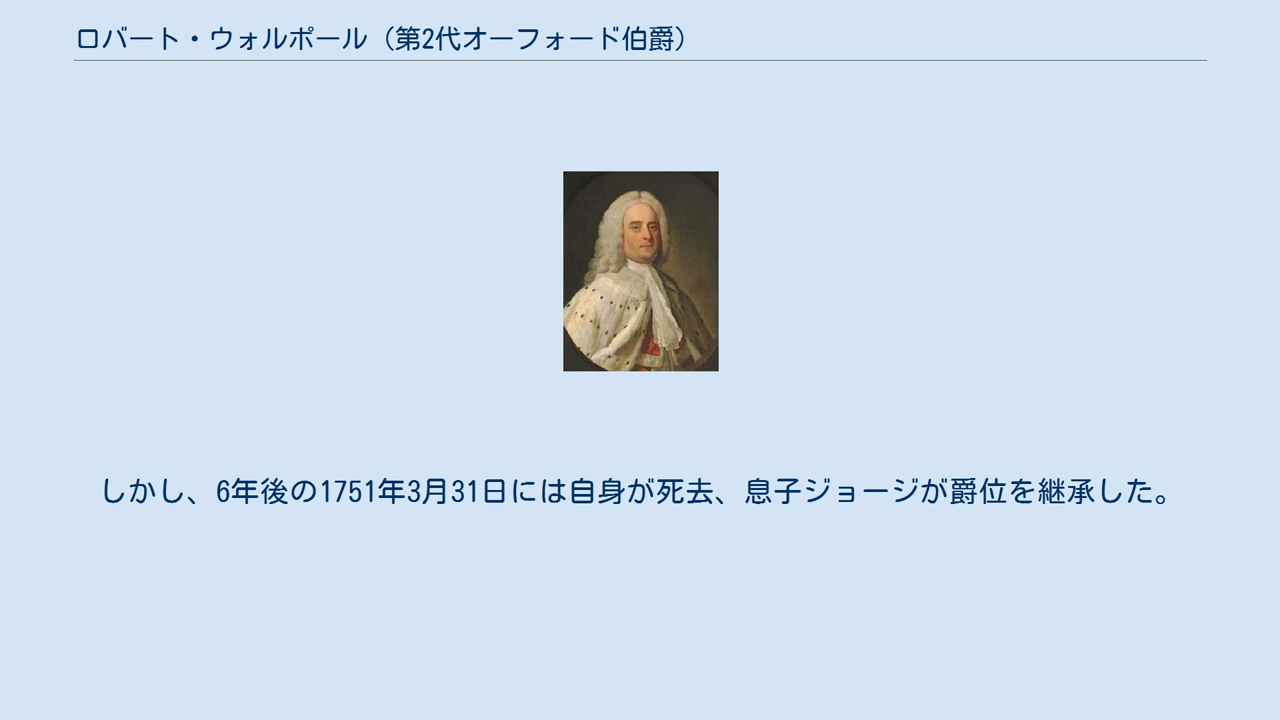 ロバート・ウォルポール（第2代オーフォード伯爵）
しかし、6年後の1751年3月31日には自身が死去、息子ジョージが爵位を継承した。